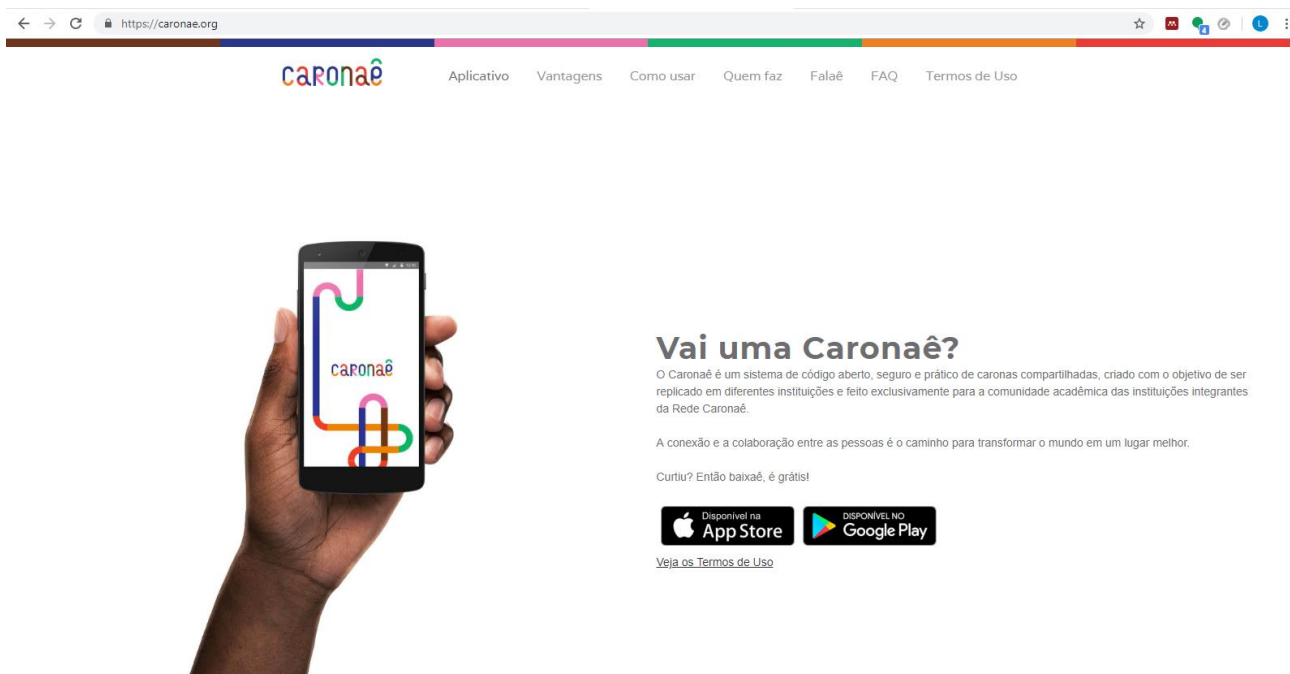 https://caronae.org
4
L
caronaê
Aplicativo Vantagens Como usar Quem faz Falaê FAQ Termos de Uso
caronaê
Vai uma Caronaê?
O Caronaê é um sistema de código aberto, seguro e prático de caronas compartilhadas, criado com o objetivo de ser
replicado em diferentes instituições e feito exclusivamente para a comunidade acadêmica das instituições integrantes
da Rede Caronaê.
A conexão e a colaboração entre as pessoas é o caminho para transformar o mundo em um lugar melhor.
Curtiu? Então baixaê, é grátis!
Disponível na
App Store
DISPONÍVEL NO
Google Play
Veja os Termos de Uso